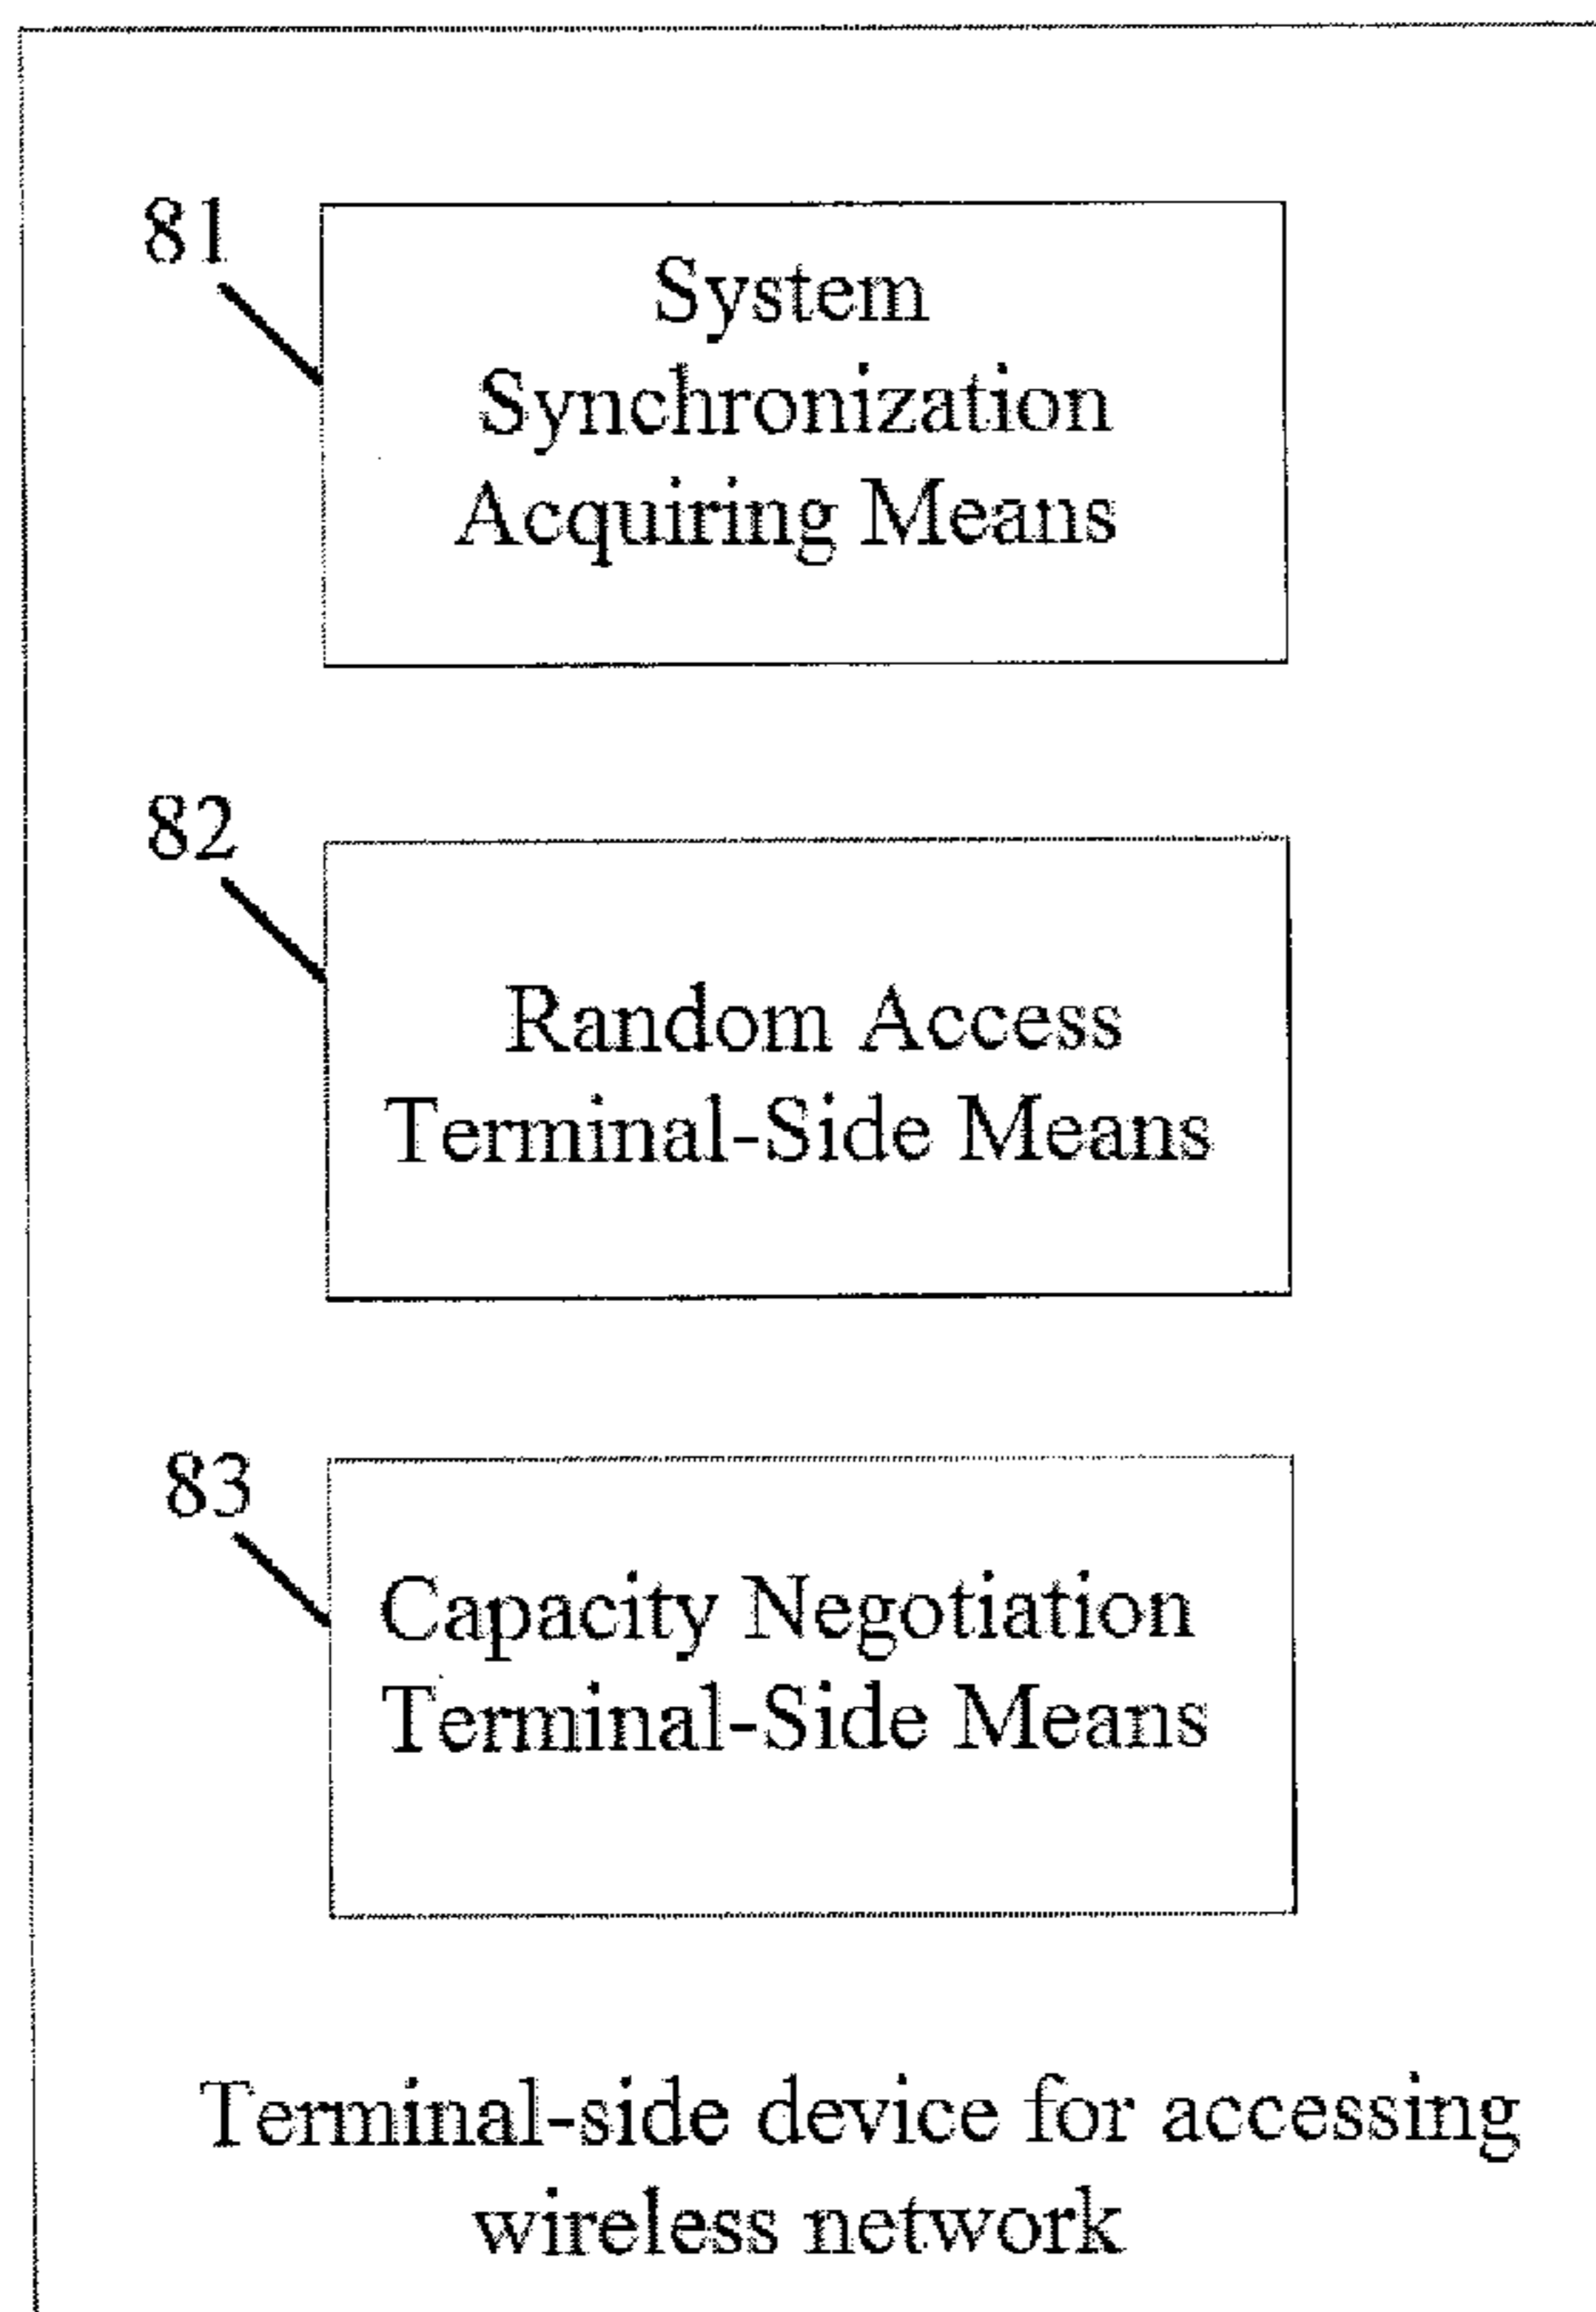 81
System
Synchronization
Acquiring Means
82
Random Access
Terminal-Side Means
83
Capacity Negotiation
Terminal-Side Means
Terminal-side device for accessing
wireless network